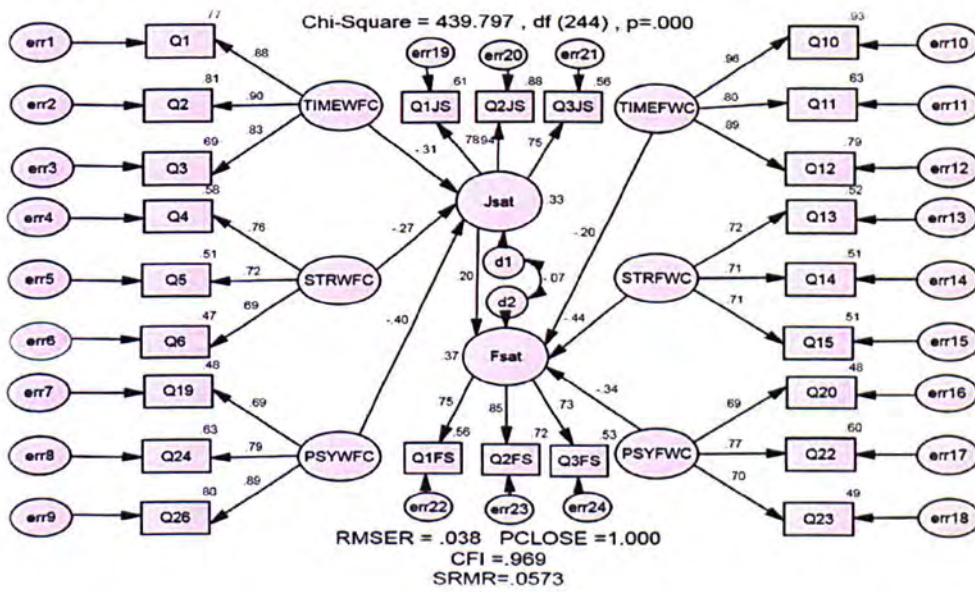 Chi-Square = 439.797 , df (244) , p=.000
err1 Q1 .77
.88
err2 Q2 .81
.90
err3 Q3 .69
.83
TIMEWFC
-.31
err4 Q4 .58
.76
err5 Q5 .51
.72
err6 Q6 .47
.69
STRWFC
-.27
err7 Q19 .48
.69
err8 Q24 .63
.79
err9 Q26 .80
.89
PSYWFC
-.40
err19 err20 err21
.61 .88 .56
Q1JS Q2JS Q3JS
.78 .94 .75
Jsat .33
d1
-.07
d2
.20
.37 Fsat
.75 .85 .73
.56 .72 .53
Q1FS Q2FS Q3FS
err22 err23 err24
TIMEFWC
-.20
.93 Q10 err10
.96
.63 Q11 err11
.80
.79 Q12 err12
.89
STRFWC
-.44
.52 Q13 err13
.72
.51 Q14 err14
.71
.51 Q15 err15
.71
PSYFWC
-.34
.48 Q20 err16
.69
.60 Q22 err17
.77
.49 Q23 err18
.70
RMSER = .038 PCLOSE =1.000
CFI =.969
SRMR=.0573